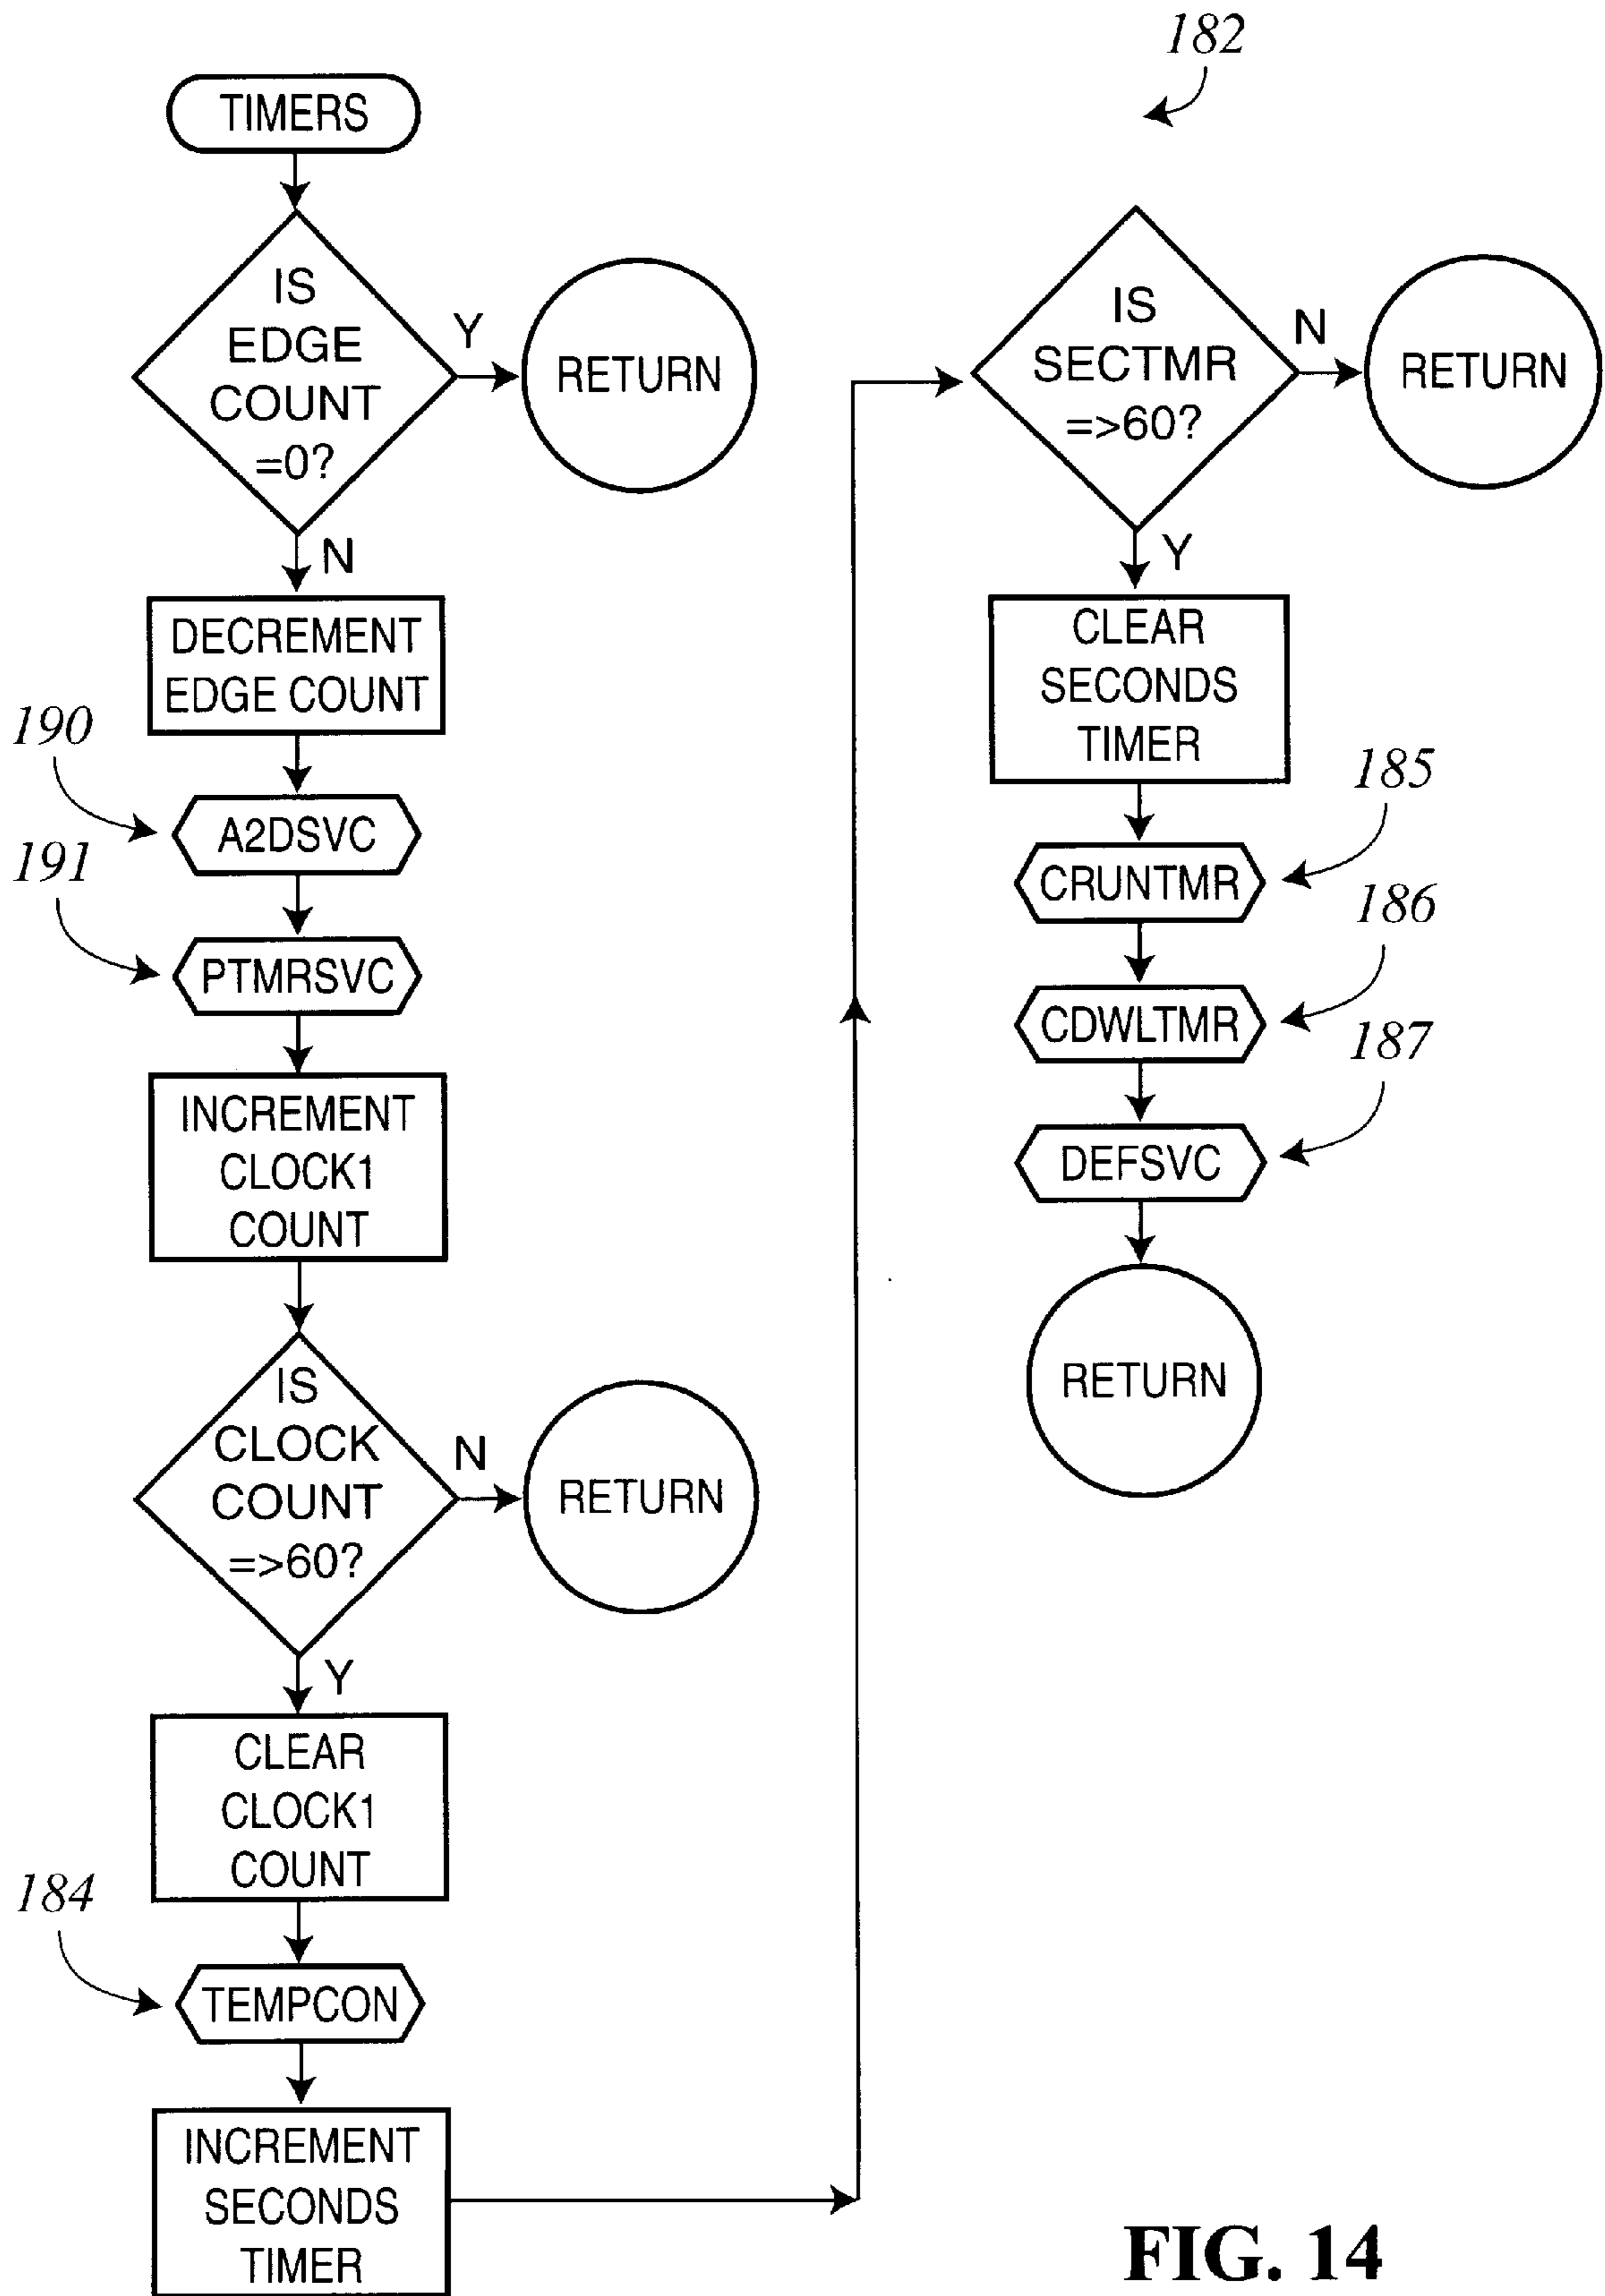 TIMERS
IS
EDGE
COUNT
=0?
Y
RETURN
N
DECREMENT
EDGE COUNT
190
A2DSVC
191
PTMRSVC
INCREMENT
CLOCK1
COUNT
IS
CLOCK
COUNT
=>60?
N
RETURN
Y
CLEAR
CLOCK1
COUNT
184
TEMPCON
INCREMENT
SECONDS
TIMER
182
IS
SECTMR
=>60?
N
RETURN
Y
CLEAR
SECONDS
TIMER
185
CRUNTMR
186
CDWLTMR
187
DEFSVC
RETURN
FIG. 14